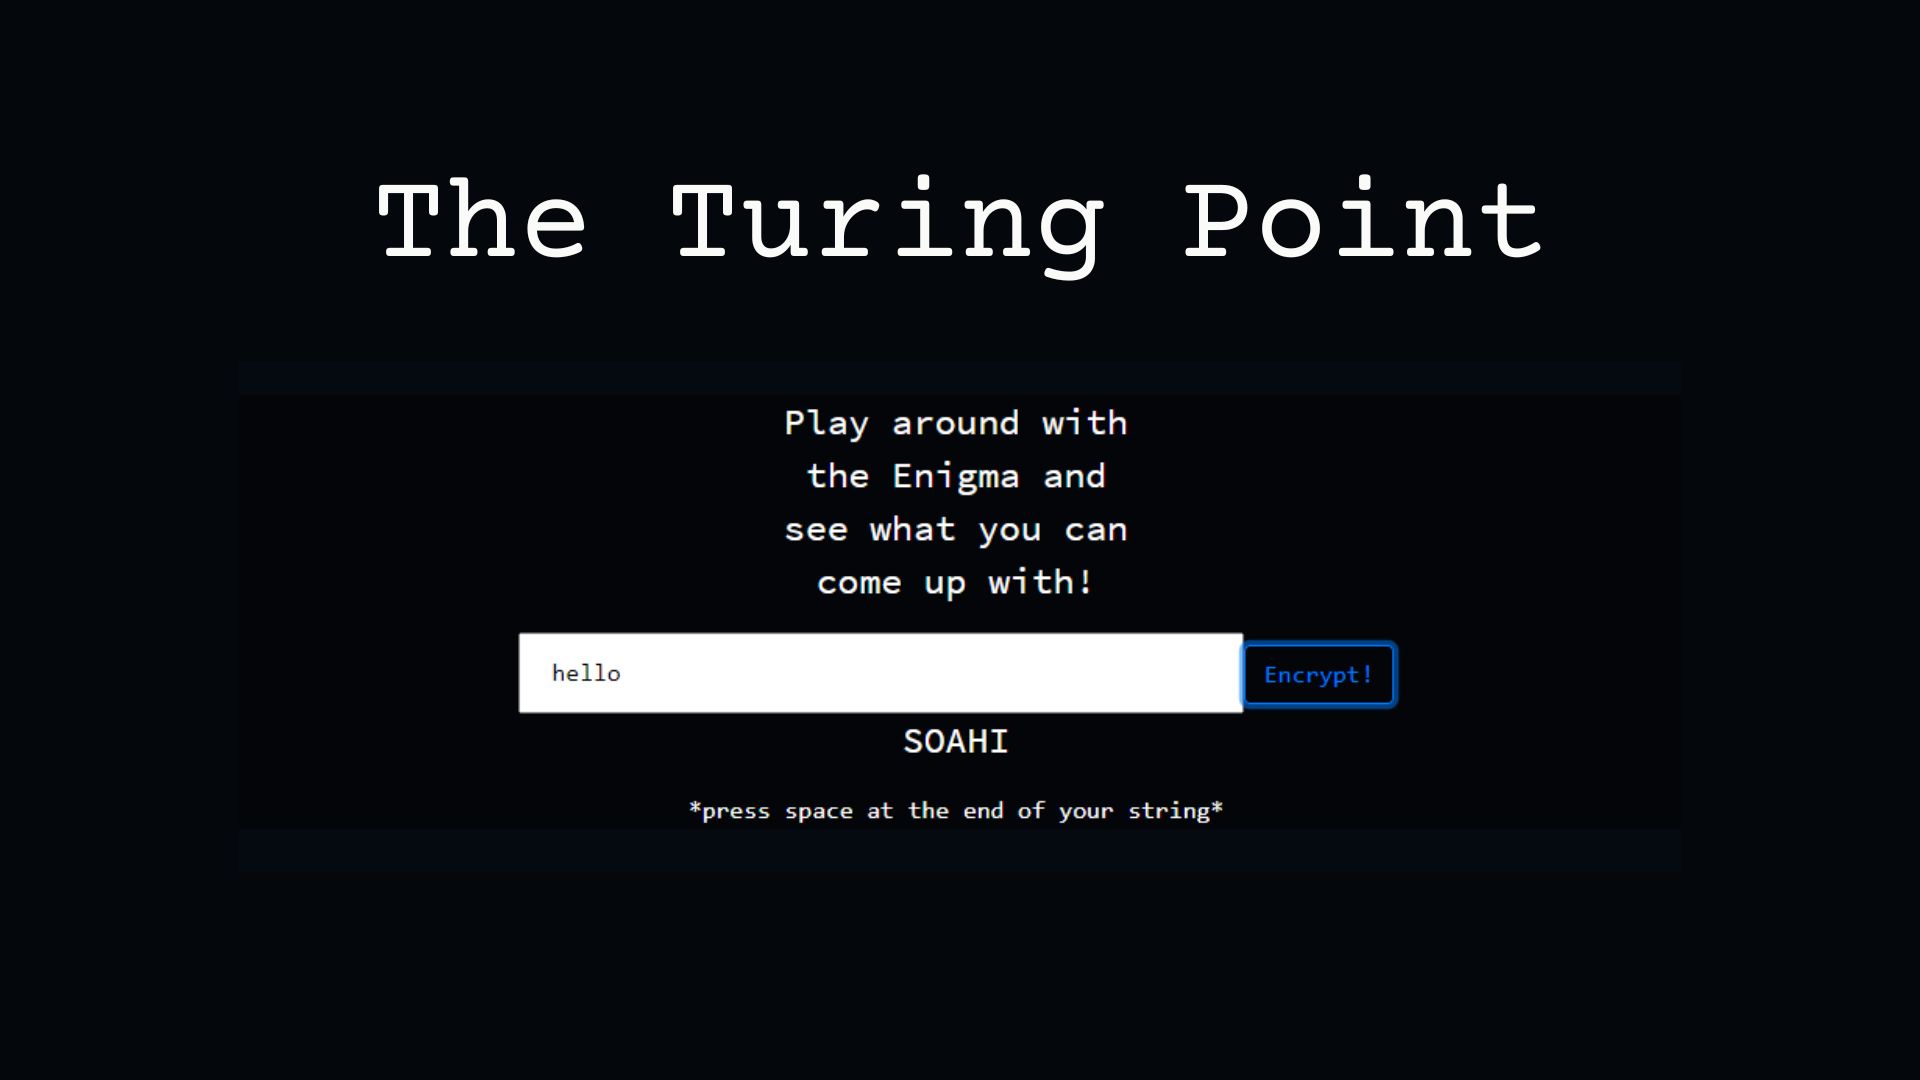 The Turing Point
Play around with
the Enigma and
see what you can
come up with!
hello
Encrypt!
SOAHI
*press space at the end of your string*